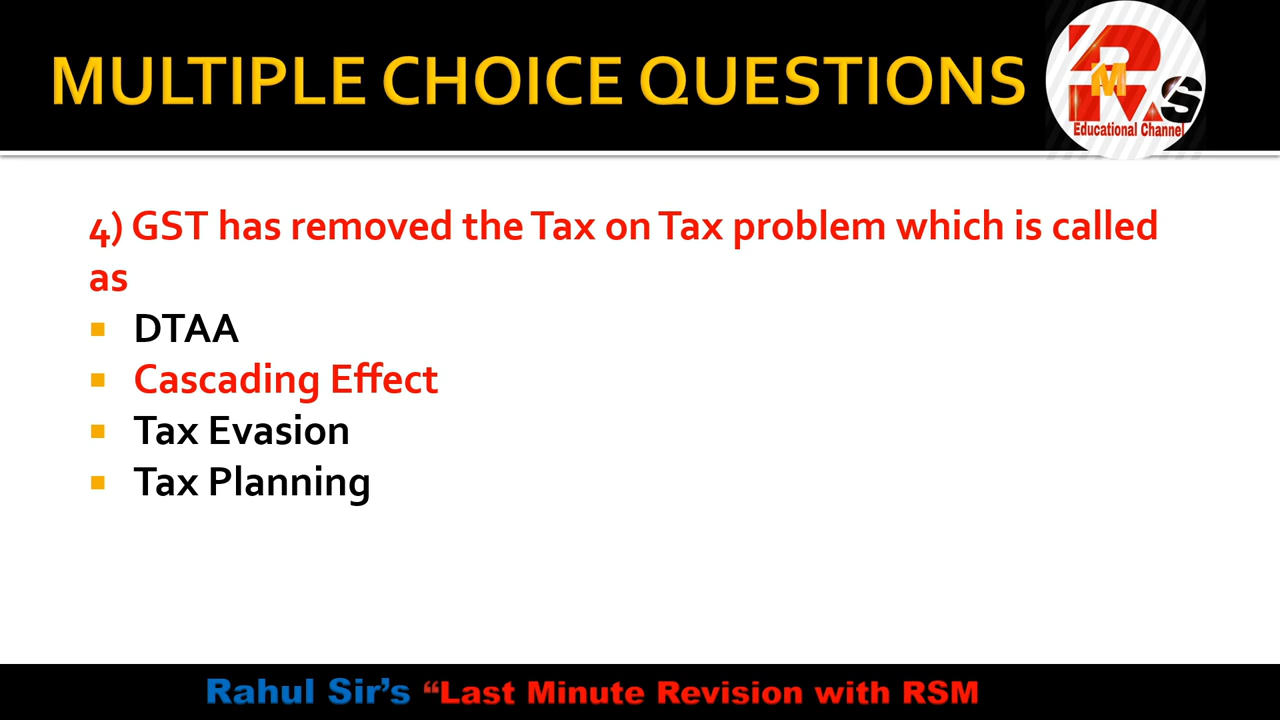 MULTIPLE CHOICE QUESTIONS
RMS
Educational Channel
4) GST has removed the Tax on Tax problem which is called
as
DTAA
Cascading Effect
Tax Evasion
Tax Planning
Rahul Sir's “Last Minute Revision with RSM